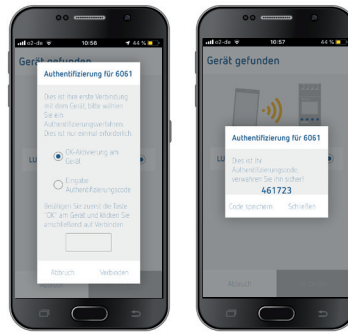 o2-de
10:56
44 %
Gerät gefunden
Authentifizierung für 6061
Dies ist Ihre erste Verbindung
mit dem Gerät, bitte wählen
Sie ein
Authentifizierungsverfahren.
Dies ist nur einmal erforderlich.
OK-Aktivierung am
Gerät
Eingabe
Authentifizierungscode
Betätigen Sie zuerst die Taste
"OK" am Gerät und klicken Sie
anschließend auf Verbinden
Abbruch Verbinden
Abbruch
o2-de
10:57
44 %
Gerät gefunden
Authentifizierung für 6061
Dies ist Ihr
Authentifizierungscode,
verwahren Sie ihn sicher!
461723
Code speichern Schließen
Abbruch